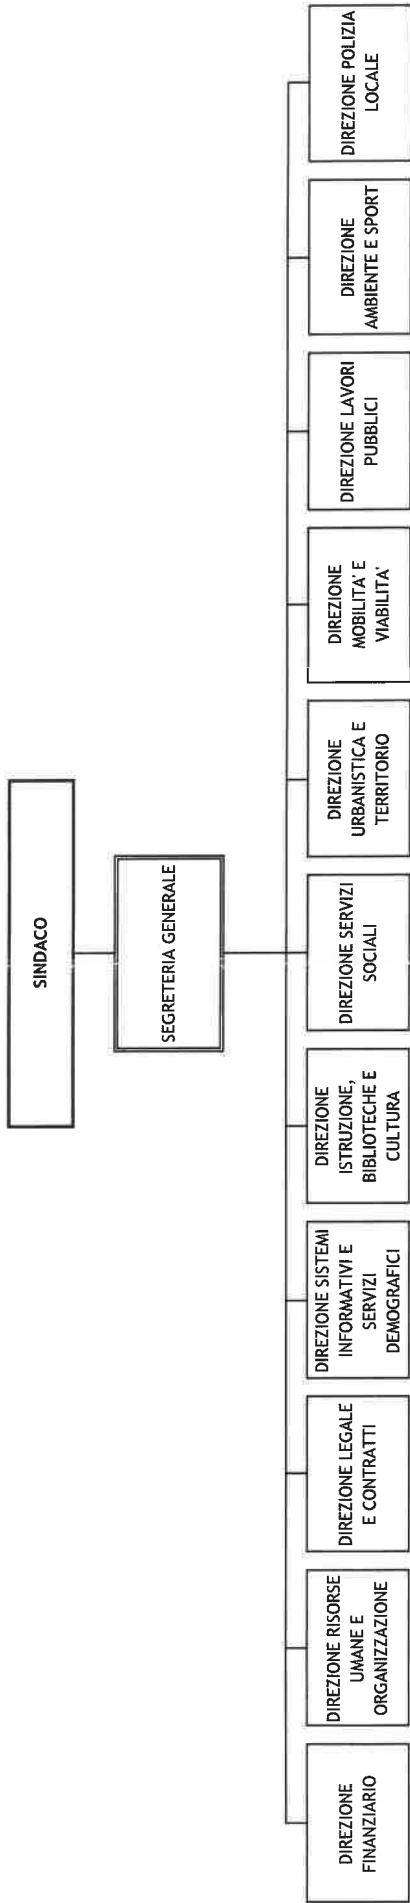 SINDACO
SEGRETERIA GENERALE
DIREZIONE
FINANZIARIO
DIREZIONE RISORSE
UMANE E
ORGANIZZAZIONE
DIREZIONE LEGALE
E CONTRATTI
DIREZIONE SISTEMI
INFORMATIVI E
SERVIZI
DEMOGRAFICI
DIREZIONE
ISTRUZIONE,
BIBLIOTECHE E
CULTURA
DIREZIONE SERVIZI
SOCIALI
DIREZIONE
URBANISTICA E
TERRITORIO
DIREZIONE
MOBILITA' E
VIABILITA'
DIREZIONE LAVORI
PUBBLICI
DIREZIONE
AMBIENTE E SPORT
DIREZIONE POLIZIA
LOCALE